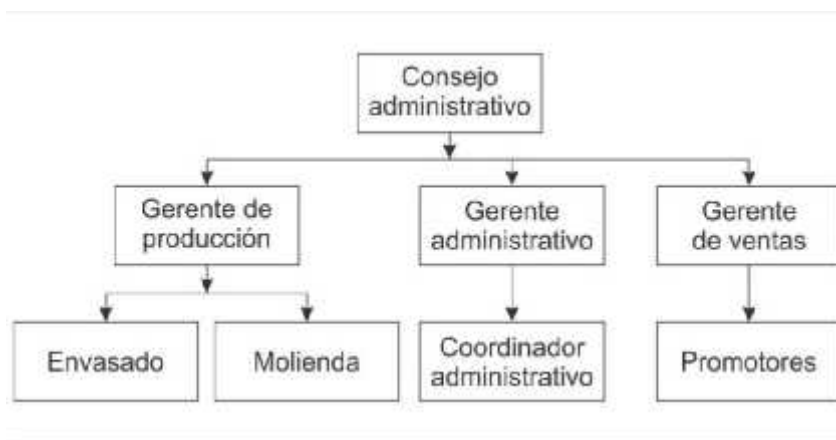 Consejo
administrativo
Gerente de
producción
Gerente
administrativo
Gerente
de ventas
Envasado
Molienda
Coordinador
administrativo
Promotores